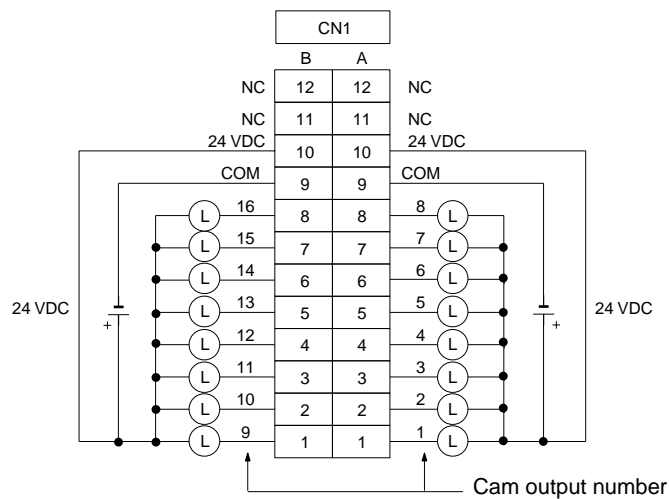 CN1
B A
NC 12 12 NC
NC 11 11 NC
24 VDC 10 10 24 VDC
COM 9 9 COM
L 16 8 8 8 L
L 15 7 7 7 L
L 14 6 6 6 L
24 VDC + L 13 5 5 5 L + 24 VDC
L 12 4 4 4 L
L 11 3 3 3 L
L 10 2 2 2 L
L 9 1 1 1 L
Cam output number